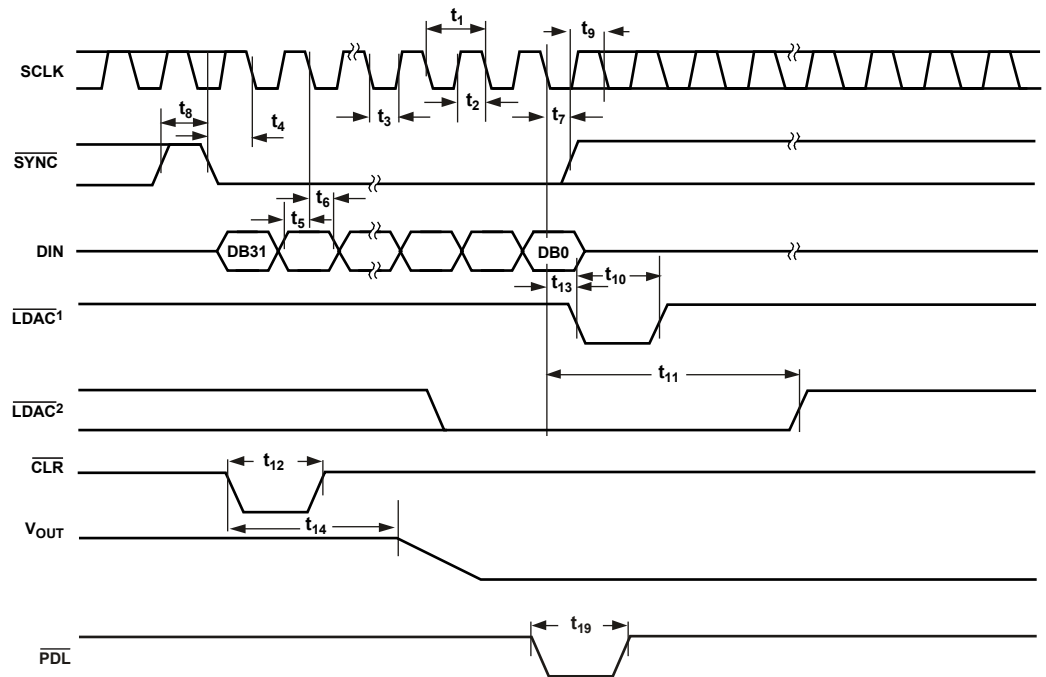 t1
t9
SCLK
t2
t3
t7
t8
t4
SYNC
t6
t5
DIN
DB31
DB0
t10
t13
LDAC1
t11
LDAC2
CLR
t12
t14
VOUT
t19
PDL